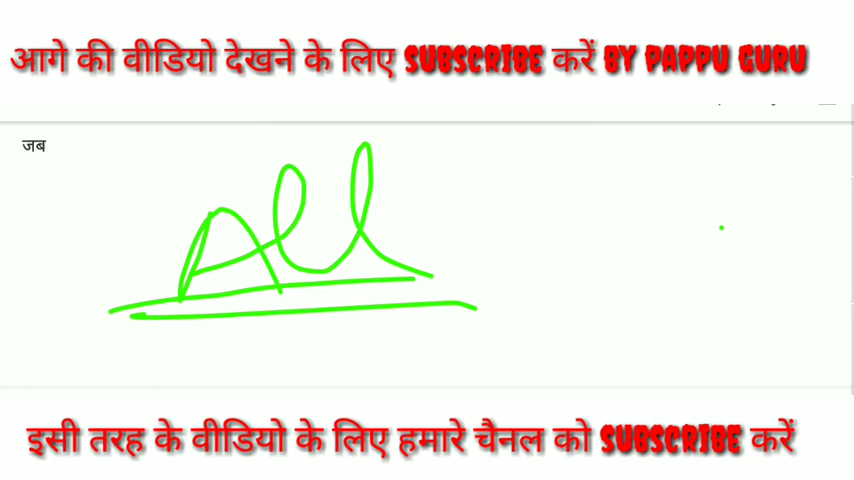 आगे की वीडियो देखने के लिए SUBSCRIBE करें BY PAPPU GURU
जब
All
इसी तरह के वीडियो के लिए हमारे चैनल को SUBSCRIBE करें